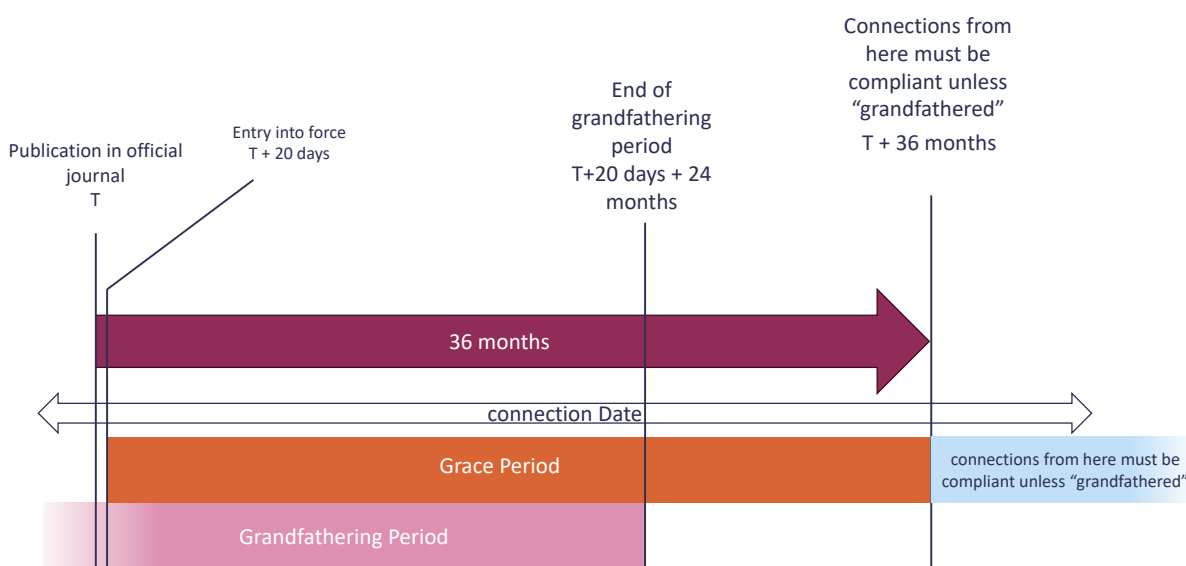 Publication in official
journal
T
Entry into force
T + 20 days
End of
grandfathering
period
T+20 days + 24
months
Connections from
here must be
compliant unless
“grandfathered”
T + 36 months
36 months
connection Date
Grace Period
connections from here must be
compliant unless “grandfathered”
Grandfathering Period